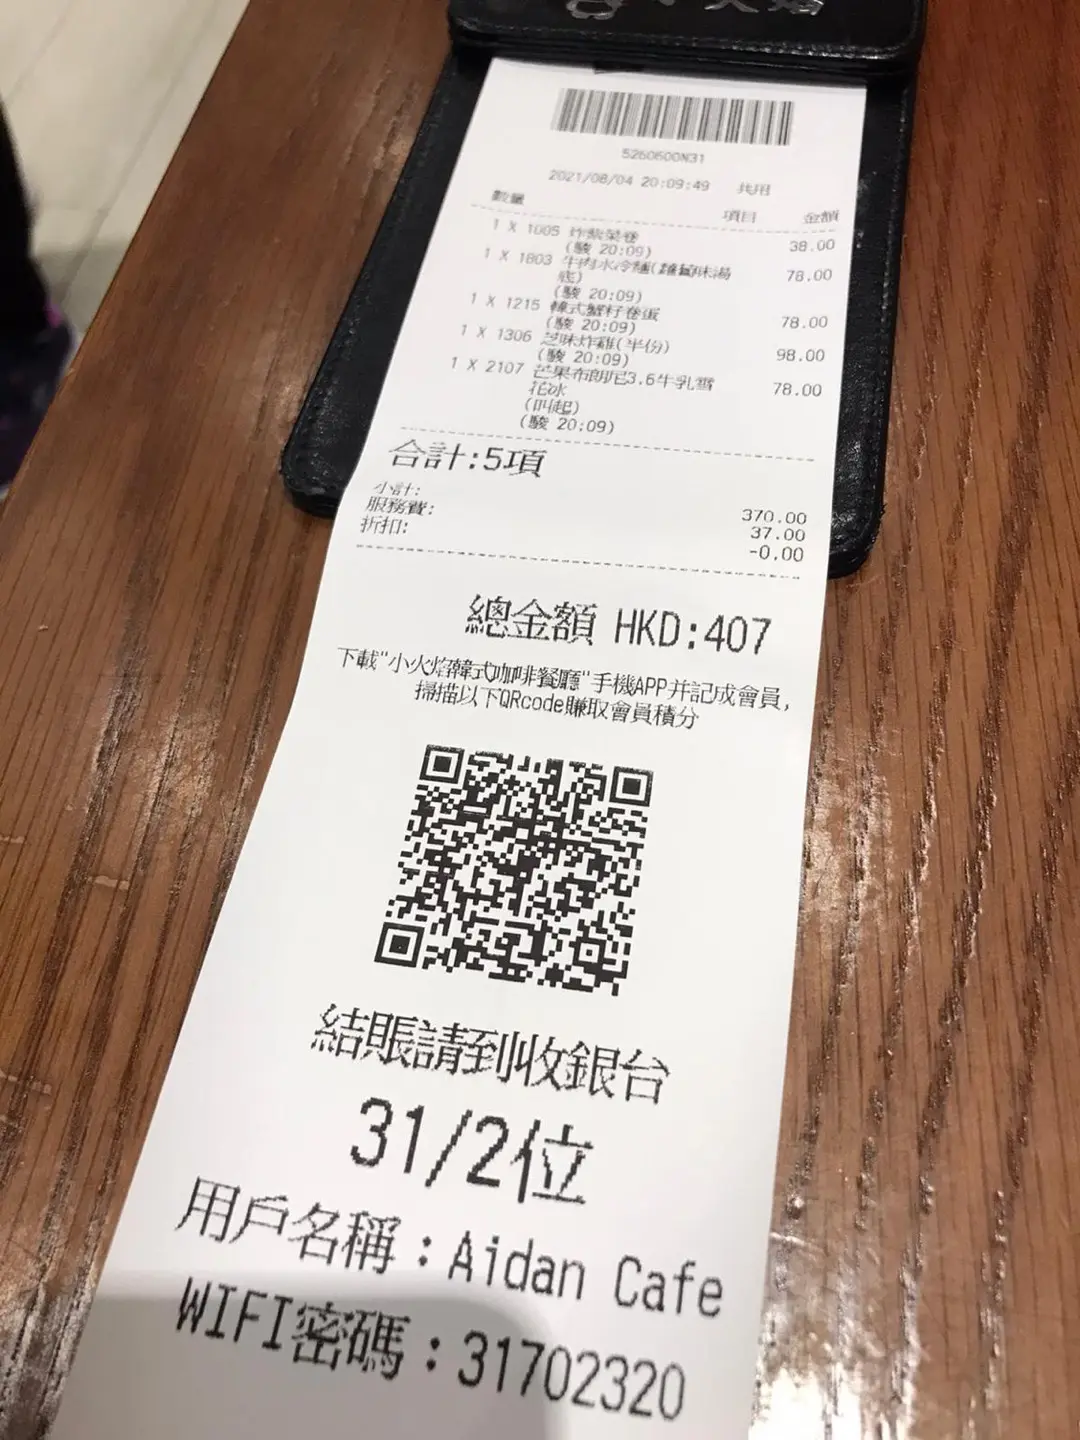 5260600N31
2021/08/04 20:09:49 共用
數量 項目 金額
1 X 1005 炸紫菜卷 38.00
(駿 20:09)
1 X 1803 牛肉水冷麵(蘿蔔味湯 78.00
底)
(駿 20:09)
1 X 1215 韓式蟹籽卷蛋 78.00
(駿 20:09)
1 X 1306 芝味炸雞(半份) 98.00
(駿 20:09)
1 X 2107 芒果布朗尼3.6牛乳雪 78.00
花冰
(叫起)
(駿 20:09)
合計:5項
小計: 370.00
服務費: 37.00
折扣: -0.00
總金額 HKD:407
下載"小火焰韓式咖啡餐廳"手機APP并記成會員,
掃描以下QRcode賺取會員積分
結賬請到收銀台
31/2位
用戶名稱：Aidan Cafe
WIFI密碼：31702320